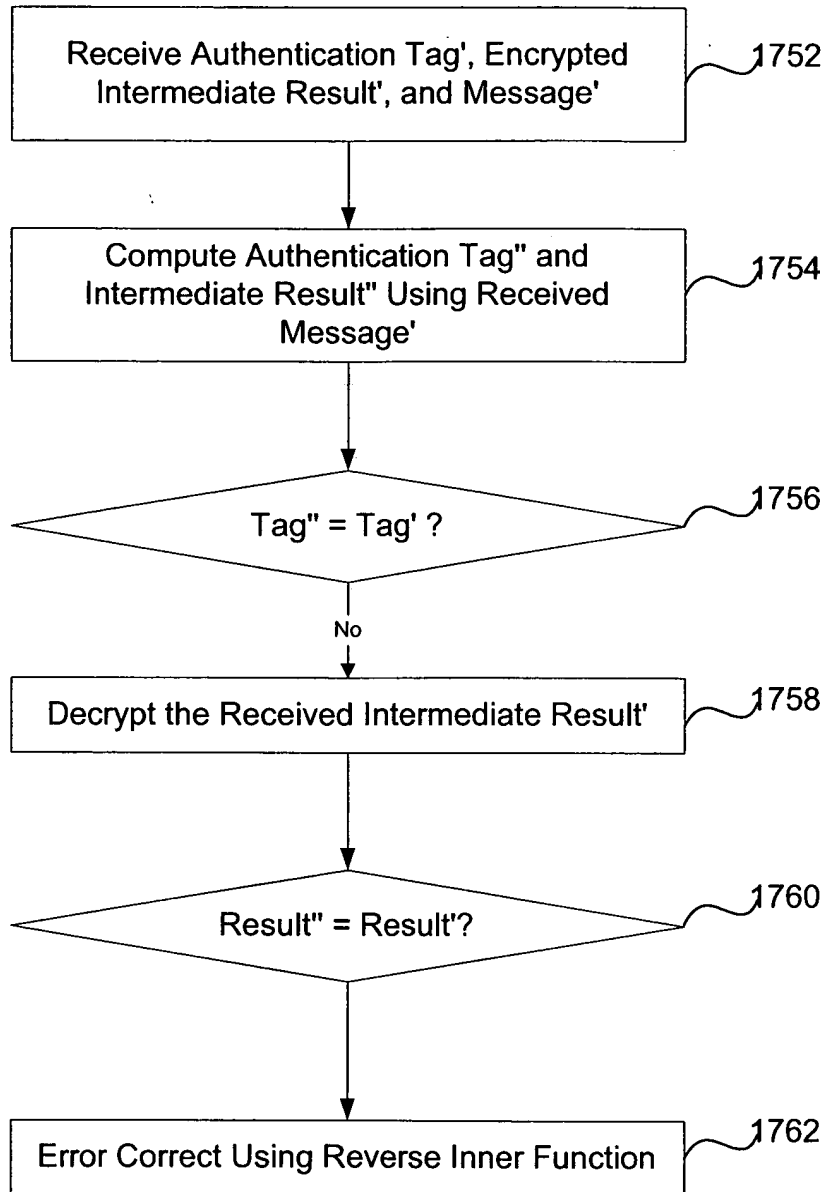 Receive Authentication Tag', Encrypted
Intermediate Result', and Message'
1752
Compute Authentication Tag" and
Intermediate Result" Using Received
Message'
1754
Tag" = Tag' ?
1756
No
Decrypt the Received Intermediate Result'
1758
Result" = Result'?
1760
Error Correct Using Reverse Inner Function
1762